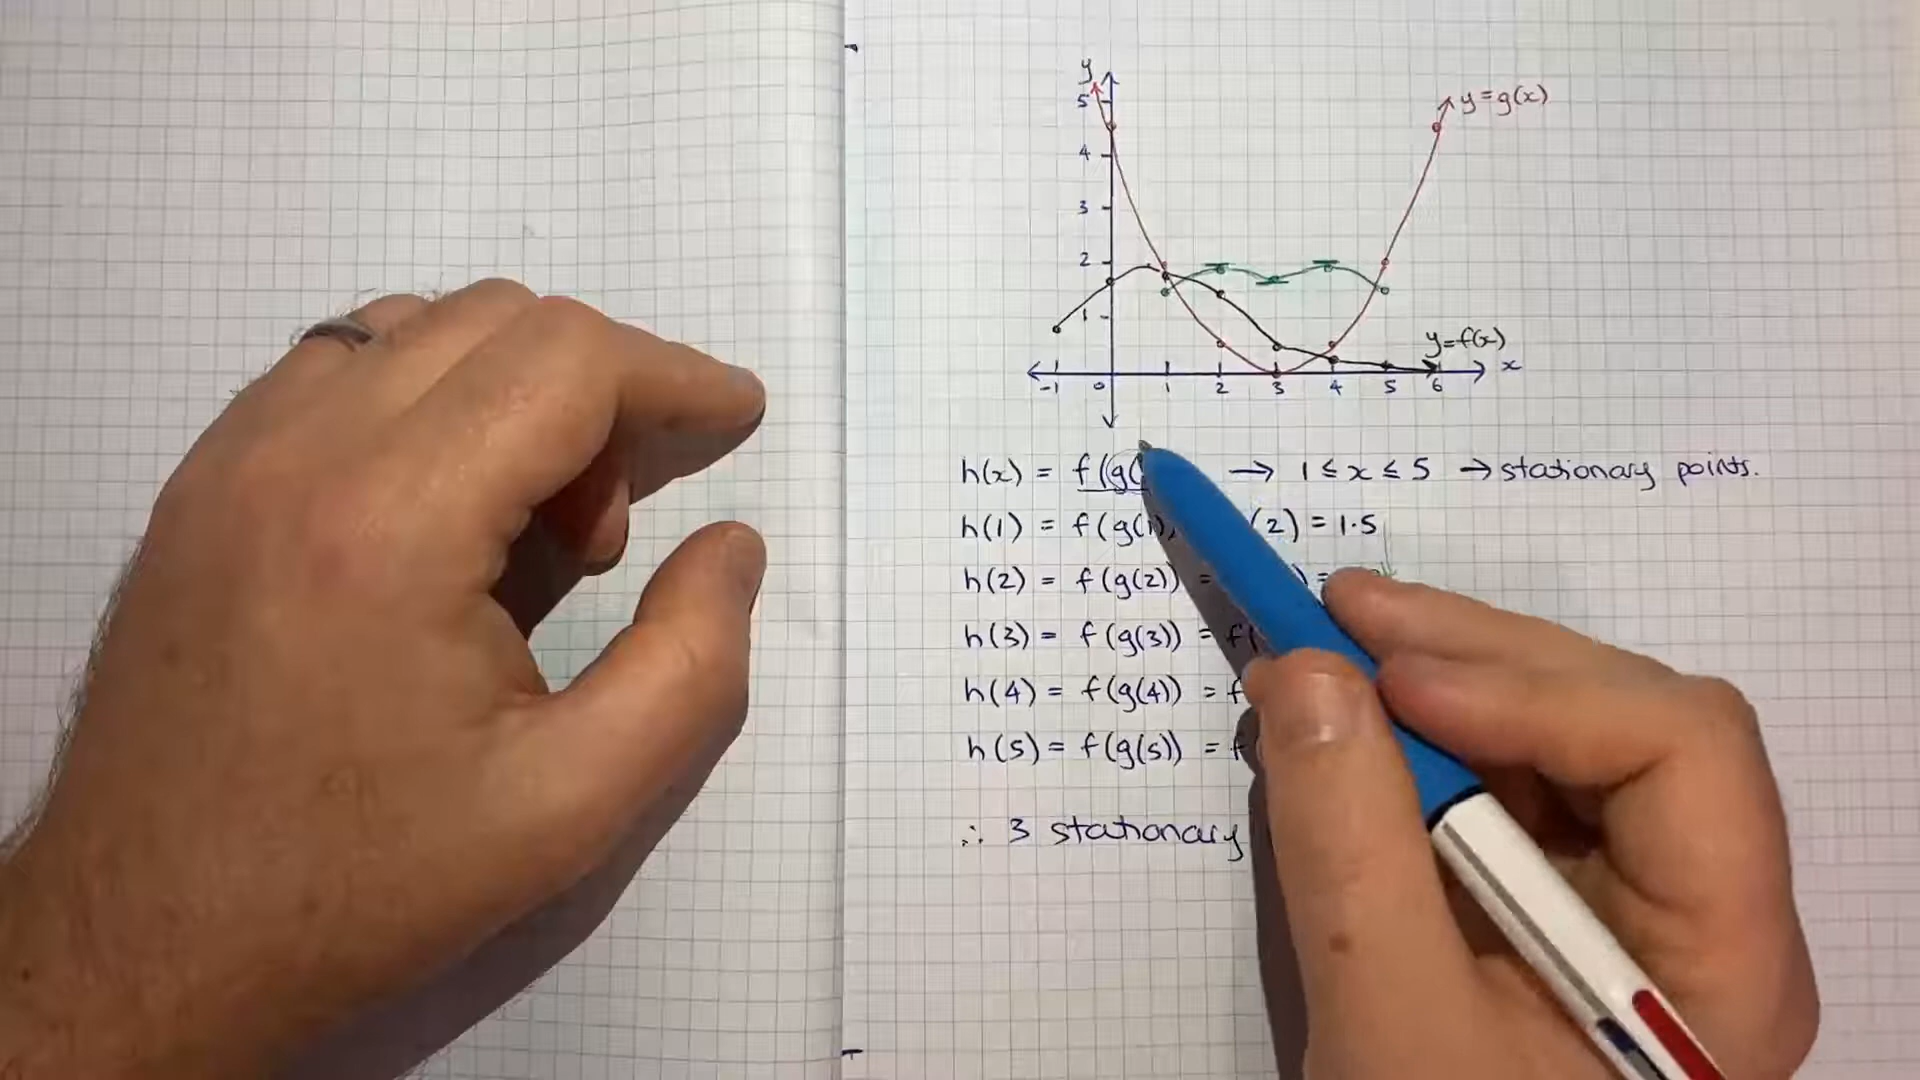 y
5
y=g(x)
4
3
2
1
y=f(x)
x
-1 0 1 2 3 4 5 6
h(x) = f(g( → 1 ≤ x ≤ 5 → stationary points.
h(1) = f(g(1) (2) = 1.5
h(2) = f(g(2)) = ) =
h(3) = f(g(3)) = f(
h(4) = f(g(4)) = f
h(5) = f(g(5)) = f
∴ 3 stationary